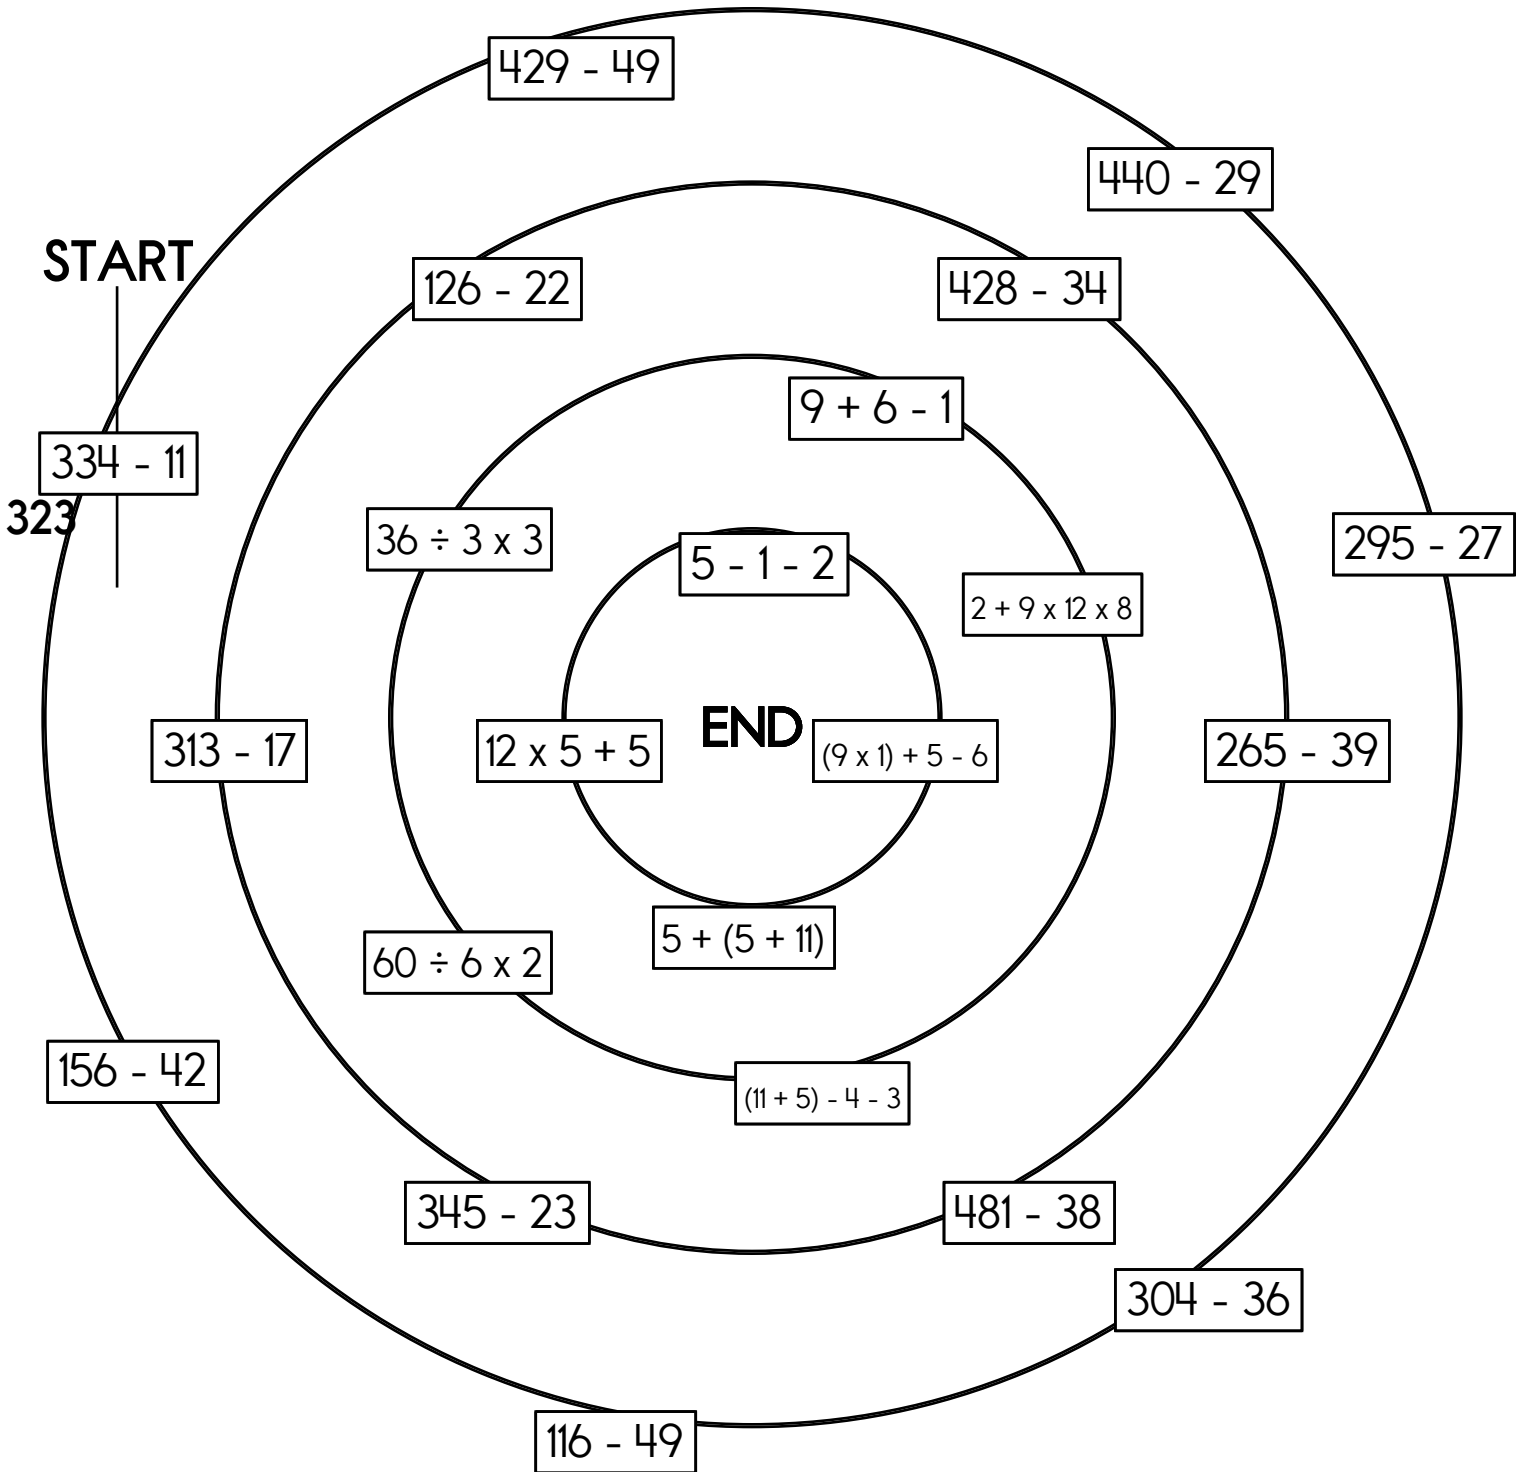 429 - 49
440 - 29
START
126 - 22
428 - 34
9 + 6 - 1
334 - 11
323
36 ÷ 3 x 3
295 - 27
5 - 1 - 2
2 + 9 x 12 x 8
END
313 - 17
12 x 5 + 5
(9 x 1) + 5 - 6
265 - 39
5 + (5 + 11)
60 ÷ 6 x 2
156 - 42
(11 + 5) - 4 - 3
345 - 23
481 - 38
304 - 36
116 - 49